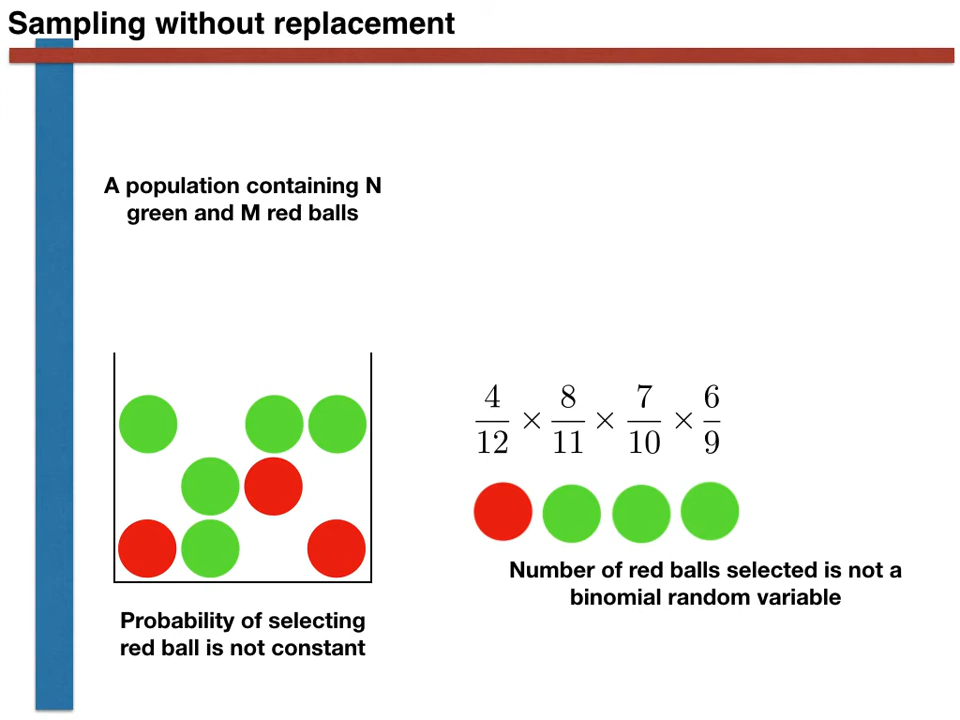 Sampling without replacement
A population containing N
green and M red balls
4/12 × 8/11 × 7/10 × 6/9
Number of red balls selected is not a
binomial random variable
Probability of selecting
red ball is not constant